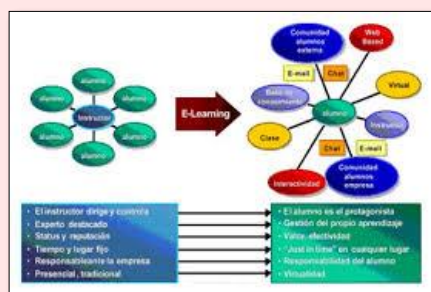 Comunidad
alumnos
externa
Web
Based
alumno
alumno
alumno
E-mail
Chat
Instructor
E-Learning
Base de
conocimiento
Virtual
alumno
alumno
alumno
alumno
Instructor
Clase
Chat
E-mail
Interactividad
Comunidad
alumnos
empresa
• El instructor dirige y controla
• Experto destacado
• Status y reputación
• Tiempo y lugar fijo
• Responsable ante la empresa
• Presencial, tradicional
• El alumno es el protagonista
• Gestión del propio aprendizaje
• Valor, efectividad
• "Just in time" en cualquier lugar
• Responsabilidad del alumno
• Virtualidad